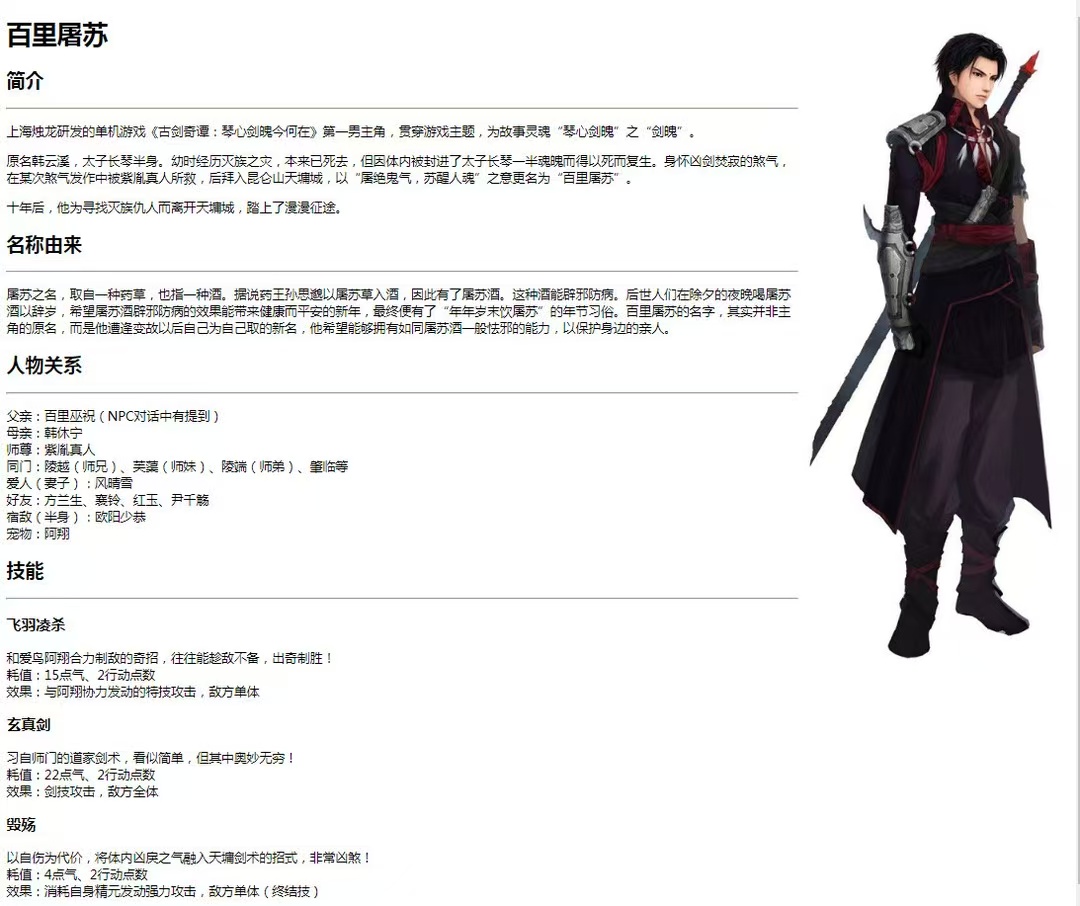 百里屠苏
简介
上海烛龙研发的单机游戏《古剑奇谭：琴心剑魄今何在》第一男主角，贯穿游戏主题，为故事灵魂“琴心剑魄”之“剑魄”。
原名韩云溪，太子长琴半身。幼时经历灭族之灾，本来已死去，但因体内被封进了太子长琴一半魂魄而得以死而复生。身怀凶剑焚寂的煞气，
在某次煞气发作中被紫胤真人所救，后拜入昆仑山天墉城，以“屠绝鬼气，苏醒人魂”之意更名为“百里屠苏”。
十年后，他为寻找灭族仇人而离开天墉城，踏上了漫漫征途。
名称由来
屠苏之名，取自一种药草，也指一种酒。据说药王孙思邈以屠苏草入酒，因此有了屠苏酒。这种酒能辟邪防病。后世人们在除夕的夜晚喝屠苏
酒以辞岁，希望屠苏酒辟邪防病的效果能带来健康而平安的新年，最终便有了“年年岁末饮屠苏”的年节习俗。百里屠苏的名字，其实并非主
角的原名，而是他遭逢变故以后自己为自己取的新名，他希望能够拥有如同屠苏酒一般怯邪的能力，以保护身边的亲人。
人物关系
父亲：百里巫祝（NPC对话中有提到）
母亲：韩休宁
师尊：紫胤真人
同门：陵越（师兄）、芙蕖（师妹）、陵端（师弟）、肇临等
爱人（妻子）：风晴雪
好友：方兰生、襄铃、红玉、尹千觞
宿敌（半身）：欧阳少恭
宠物：阿翔
技能
飞羽凌杀
和爱鸟阿翔合力制敌的奇招，往往能趁敌不备，出奇制胜！
耗值：15点气、2行动点数
效果：与阿翔协力发动的特技攻击，敌方单体
玄真剑
习自师门的道家剑术，看似简单，但其中奥妙无穷！
耗值：22点气、2行动点数
效果：剑技攻击，敌方全体
毁殇
以自伤为代价，将体内凶戾之气融入天墉剑术的招式，非常凶煞！
耗值：4点气、2行动点数
效果：消耗自身精元发动强力攻击，敌方单体（终结技）